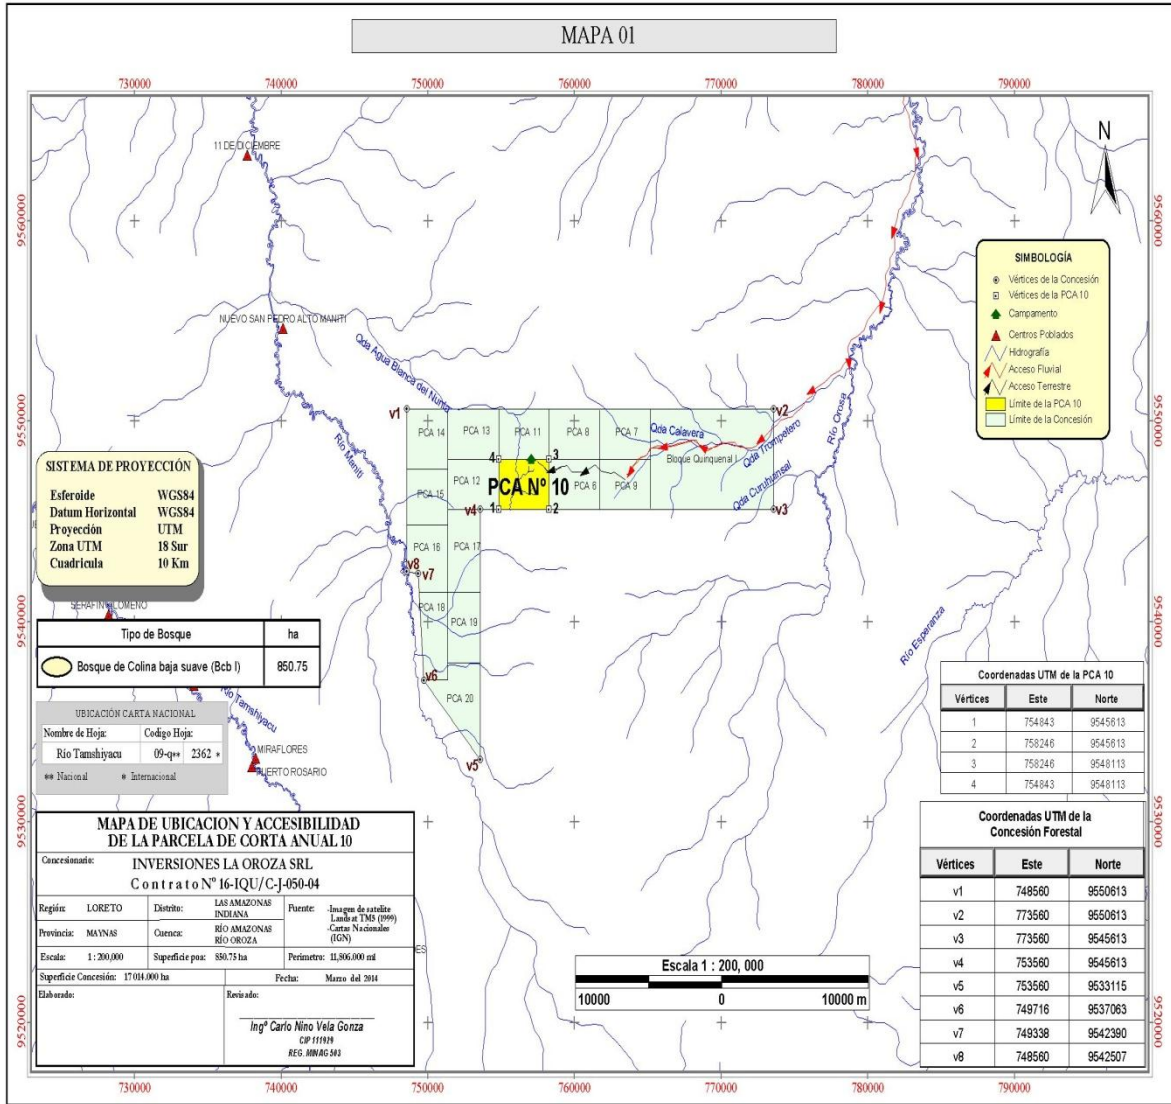 MAPA 01
730000
740000
750000
760000
770000
780000
790000
9560000
9560000
9550000
9550000
9540000
9540000
9530000
9530000
9520000
9520000
N
11 DE DICIEMBRE
NUEVO SAN PEDRO ALTO MANITI
Qda Agua Blanca del Nunta
Río Maniti
Río Orosa
Río Esperanza
Río Tamshiyacu
MIRAFLORES
PUERTO ROSARIO
Qda Calavera
Qda Trompetero
Qda Curuhuinsal
Bloque Quinquenal I
v1
v2
v3
v4
v5
v6
v7
v8
PCA 14
PCA 13
PCA 11
PCA 8
PCA 7
PCA 15
PCA 12
PCA Nº 10
PCA 6
PCA 9
PCA 16
PCA 17
PCA 18
PCA 19
PCA 20
4
3
1
2
SIMBOLOGÍA
Vértices de la Concesión
Vértices de la PCA 10
Campamento
Centros Poblados
Hidrografía
Acceso Fluvial
Acceso Terrestre
Límite de la PCA 10
Límite de la Concesión
SISTEMA DE PROYECCIÓN
Esferoide WGS84
Datum Horizontal WGS84
Proyección UTM
Zona UTM 18 Sur
Cuadricula 10 Km
Tipo de Bosque ha
Bosque de Colina baja suave (Bcb I) 850.75
UBICACIÓN CARTA NACIONAL
Nombre de Hoja: Codigo Hoja:
Río Tamshiyacu 09-q** 2362 *
** Nacional * Internacional
MAPA DE UBICACION Y ACCESIBILIDAD
DE LA PARCELA DE CORTA ANUAL 10
Concesionario: INVERSIONES LA OROZA SRL
Contrato Nº 16-IQU/C-J-050-04
Región: LORETO Distrito: LAS AMAZONAS INDIANA Fuente: -Imagen de satelite Landsat TM5 (1999) -Cartas Nacionales (IGN)
Provincia: MAYNAS Cuenca: RÍO AMAZONAS RÍO OROZA
Escala: 1 : 200,000 Superficie poa: 850.75 ha Perimetro: 11,806.000 ml
Superficie Concesión: 17014.000 ha Fecha: Marzo del 2014
Elaborado: Revisado:
Ingº Carlo Nino Vela Gonza
CIP 111929
REG. MINAG 503
Escala 1 : 200, 000
10000 0 10000 m
Coordenadas UTM de la PCA 10
Vértices Este Norte
1 754843 9545613
2 758246 9545613
3 758246 9548113
4 754843 9548113
Coordenadas UTM de la
Concesión Forestal
Vértices Este Norte
v1 748560 9550613
v2 773560 9550613
v3 773560 9545613
v4 753560 9545613
v5 753560 9533115
v6 749716 9537063
v7 749338 9542390
v8 748560 9542507
730000
740000
750000
760000
770000
780000
790000